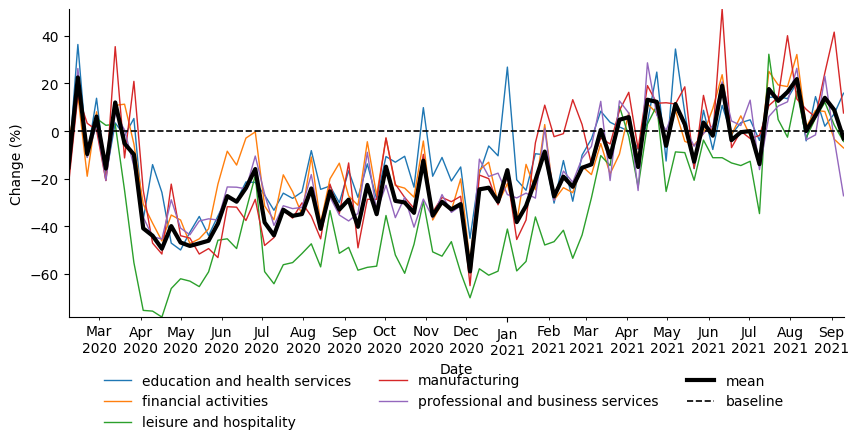 Change (%)
40
20
0
−20
−40
−60
Mar Apr May Jun Jul Aug Sep Oct Nov Dec Jan Feb Mar Apr May Jun Jul Aug Sep
2020 2020 2020 2020 2020 2020 2020 2020 2020 2020 2021 2021 2021 2021 2021 2021 2021 2021 2021
Date
education and health services manufacturing mean
financial activities professional and business services baseline
leisure and hospitality